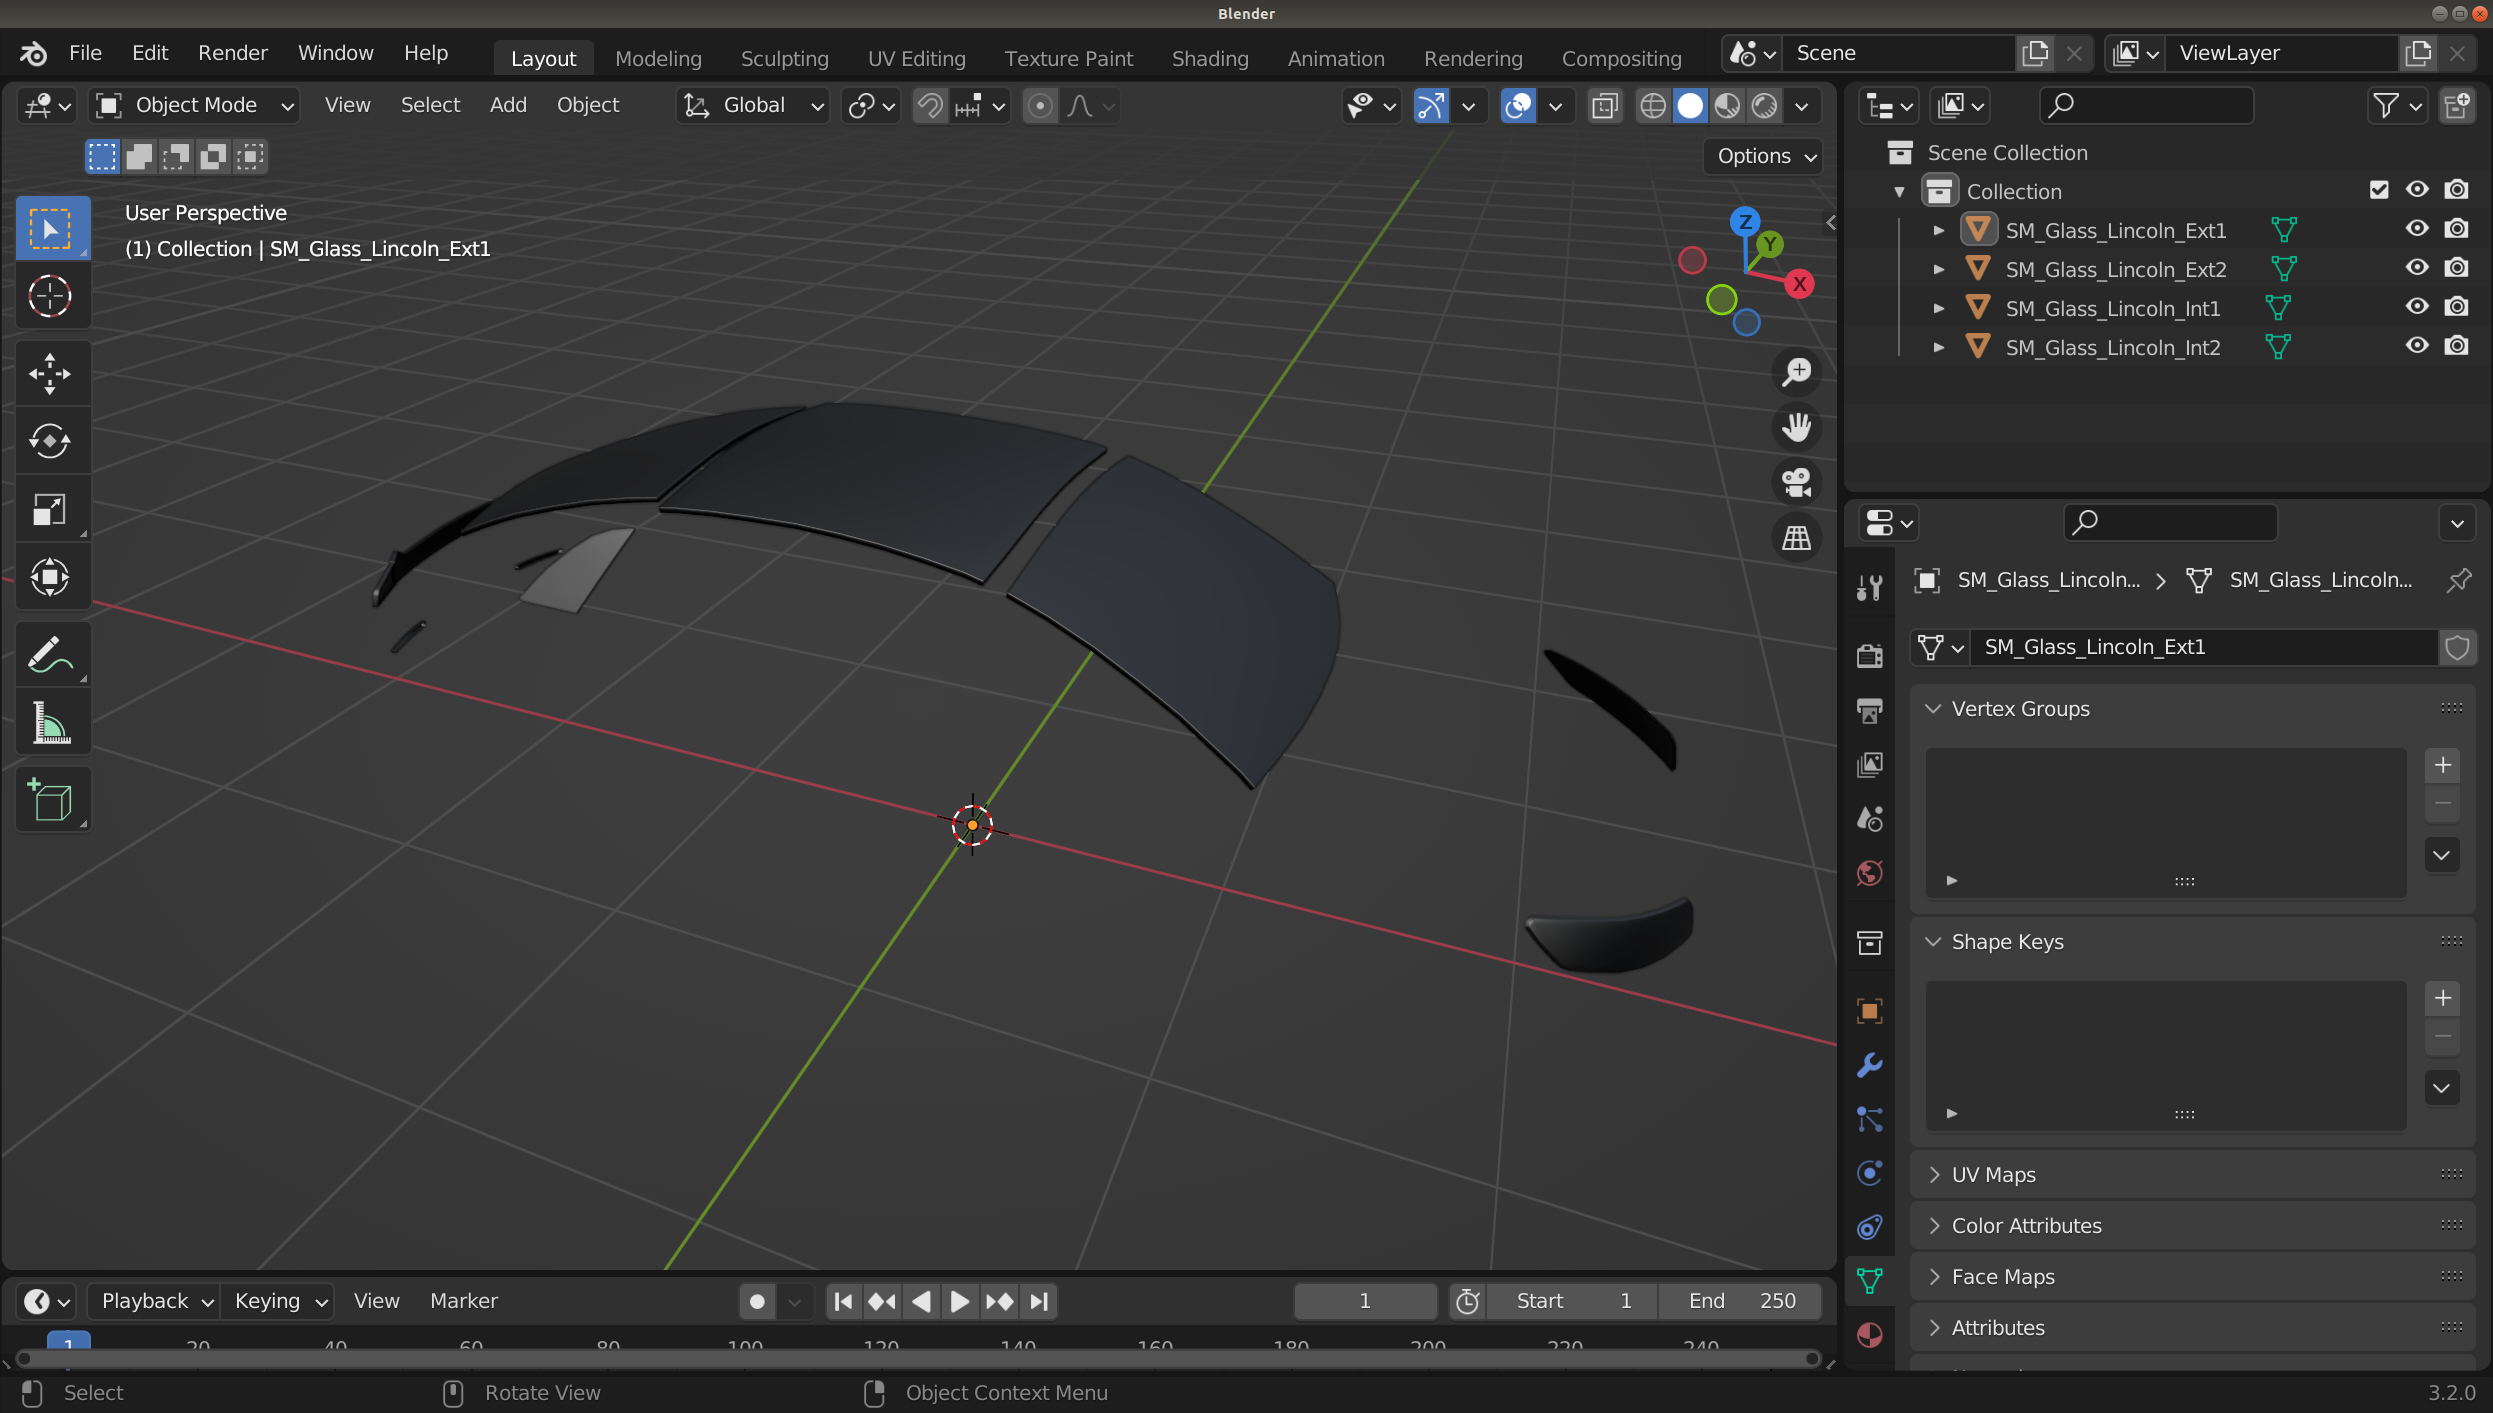 Blender
File Edit Render Window Help Layout Modeling Sculpting UV Editing Texture Paint Shading Animation Rendering Compositing Scene ViewLayer
Object Mode View Select Add Object Global
Options
User Perspective
(1) Collection | SM_Glass_Lincoln_Ext1
Z
Y
X
Scene Collection
Collection
SM_Glass_Lincoln_Ext1
SM_Glass_Lincoln_Ext2
SM_Glass_Lincoln_Int1
SM_Glass_Lincoln_Int2
SM_Glass_Lincoln... SM_Glass_Lincoln...
SM_Glass_Lincoln_Ext1
Vertex Groups
Shape Keys
UV Maps
Color Attributes
Face Maps
Attributes
Playback Keying View Marker 1 Start 1 End 250
1 20 40 60 80 100 120 140 160 180 200 220 240
Select Rotate View Object Context Menu 3.2.0